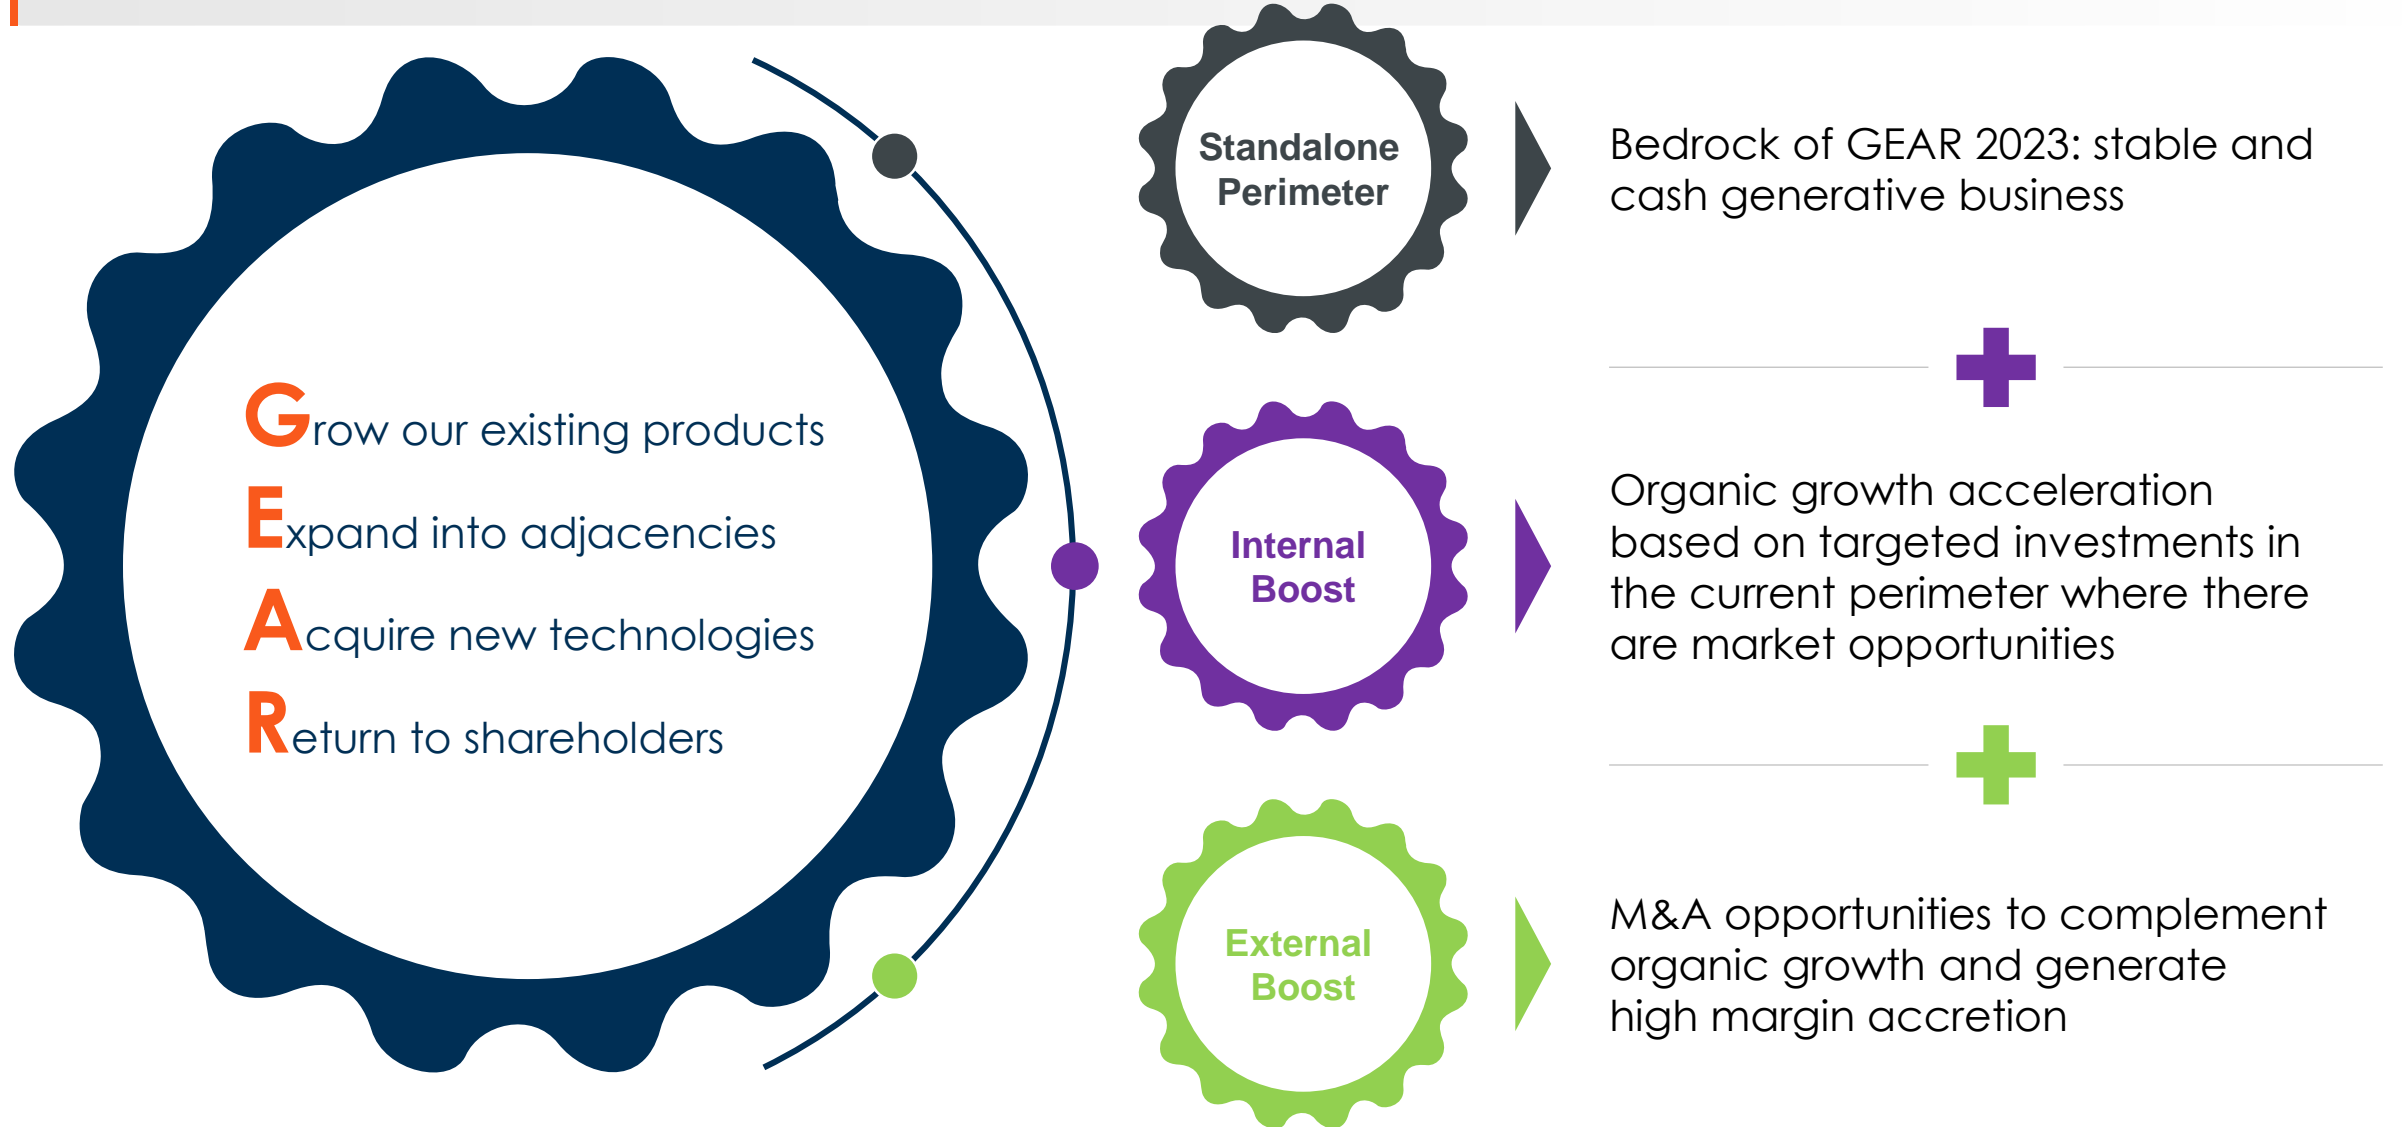 Grow our existing products
Expand into adjacencies
Acquire new technologies
Return to shareholders
Standalone
Perimeter
Bedrock of GEAR 2023: stable and
cash generative business
Internal
Boost
Organic growth acceleration
based on targeted investments in
the current perimeter where there
are market opportunities
External
Boost
M&A opportunities to complement
organic growth and generate
high margin accretion